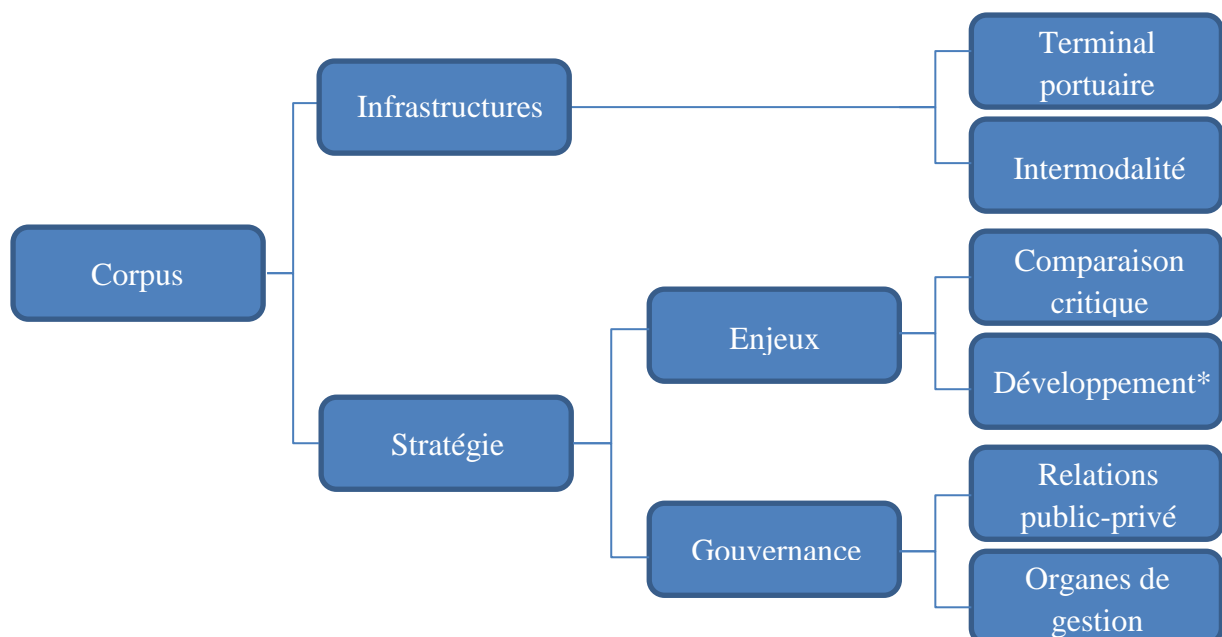 Terminal
portuaire
Infrastructures
Intermodalité
Corpus
Comparaison
critique
Enjeux
Développement*
Stratégie
Relations
public-privé
Gouvernance
Organes de
gestion